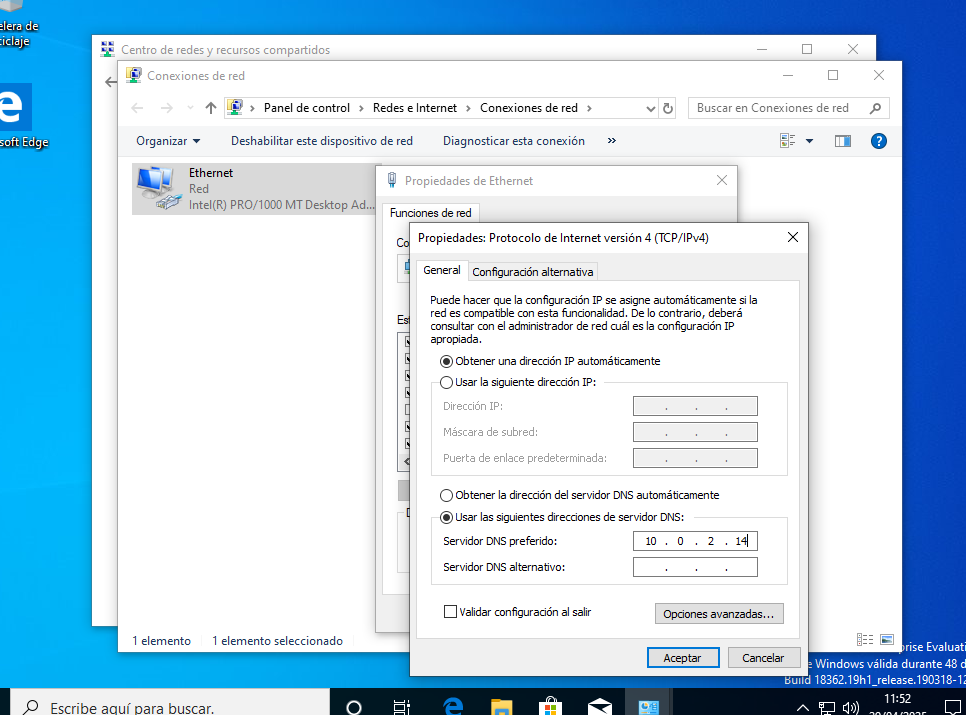 elera de
ciclaje
soft Edge
Centro de redes y recursos compartidos
Conexiones de red
Panel de control > Redes e Internet > Conexiones de red >
Buscar en Conexiones de red
Organizar
Deshabilitar este dispositivo de red
Diagnosticar esta conexión
»
Ethernet
Red
Intel(R) PRO/1000 MT Desktop Ad...
Propiedades de Ethernet
Funciones de red
Co
Est
Propiedades: Protocolo de Internet versión 4 (TCP/IPv4)
General
Configuración alternativa
Puede hacer que la configuración IP se asigne automáticamente si la
red es compatible con esta funcionalidad. De lo contrario, deberá
consultar con el administrador de red cuál es la configuración IP
apropiada.
Obtener una dirección IP automáticamente
Usar la siguiente dirección IP:
Dirección IP:
. . .
Máscara de subred:
. . .
Puerta de enlace predeterminada:
. . .
Obtener la dirección del servidor DNS automáticamente
Usar las siguientes direcciones de servidor DNS:
Servidor DNS preferido:
10 . 0 . 2 . 14
Servidor DNS alternativo:
. . .
Validar configuración al salir
Opciones avanzadas...
Aceptar
Cancelar
1 elemento
1 elemento seleccionado
prise Evaluati
e Windows válida durante 48 d
Build 18362.19h1_release.190318-12
Escribe aquí para buscar.
11:52